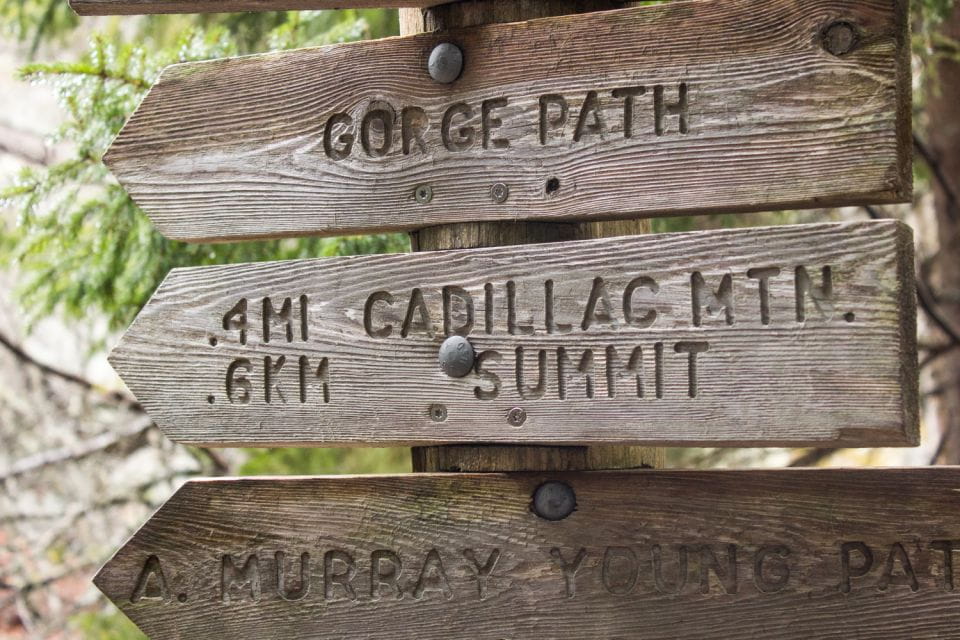 GORGE PATH
.4MI CADILLAC MTN.
.6KM SUMMIT
A. MURRAY YOUNG PAT